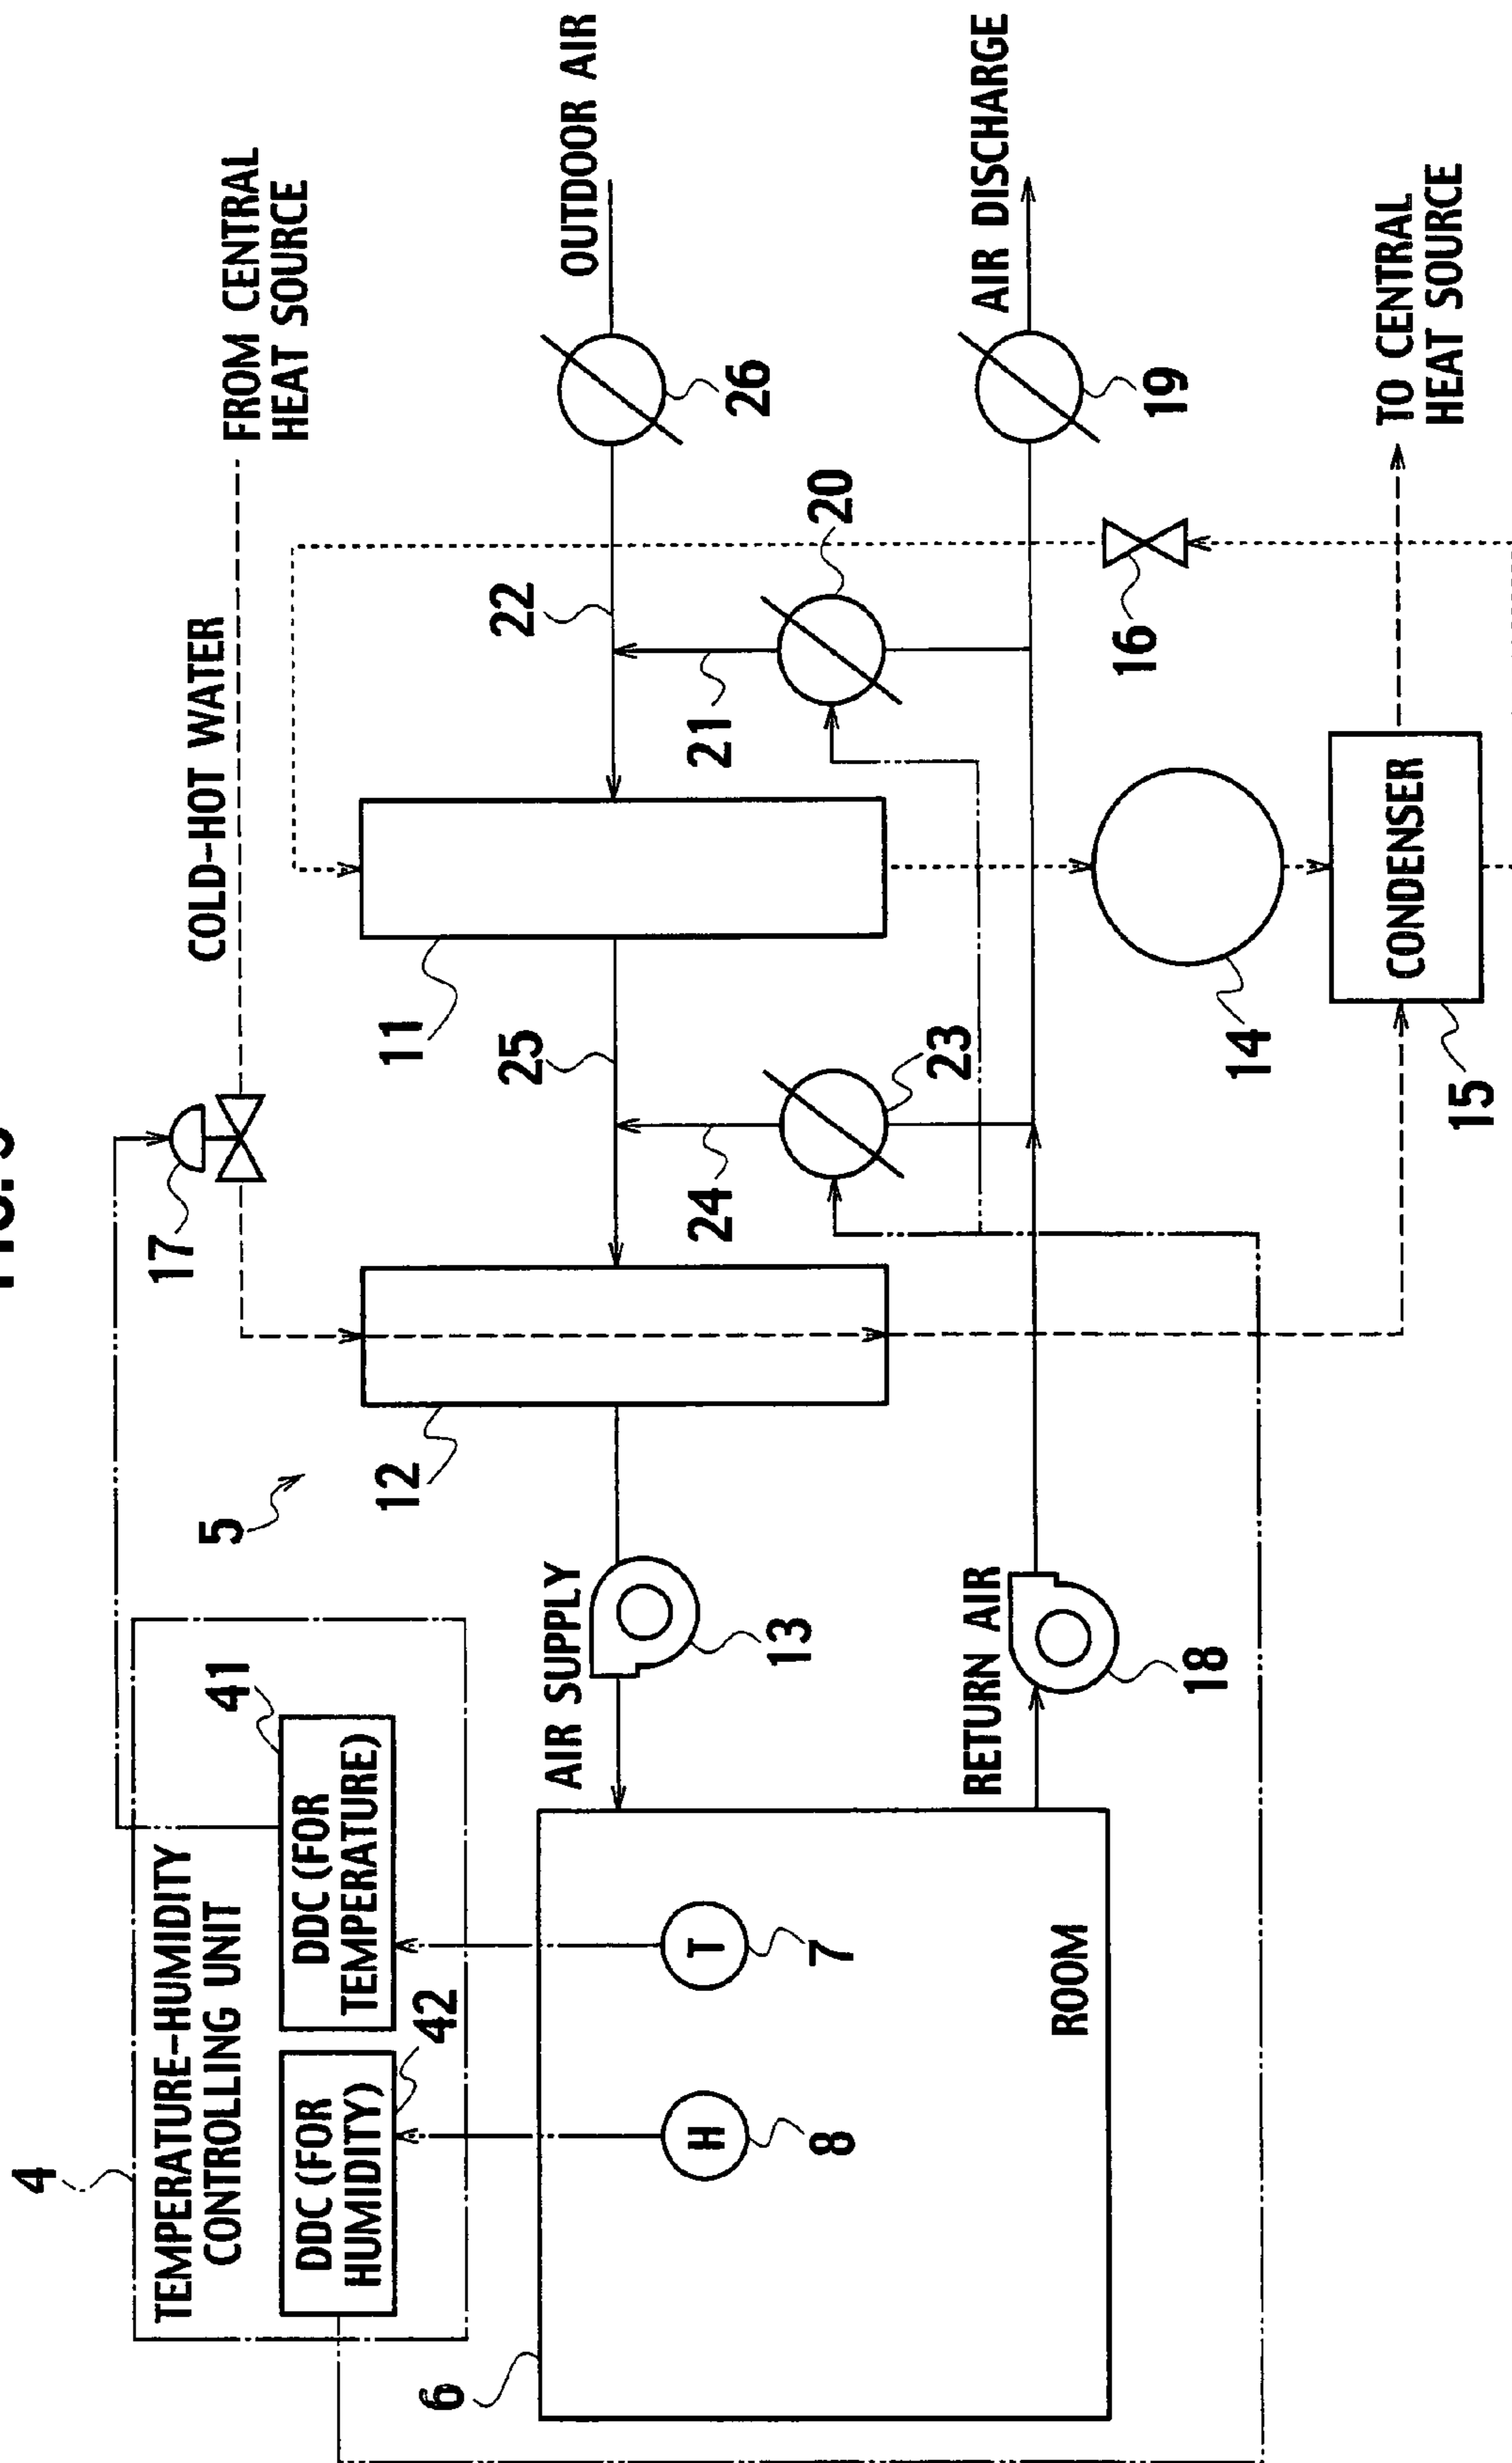 4
TEMPERATURE-HUMIDITY
CONTROLLING UNIT
DDC (FOR
HUMIDITY)
42
DDC (FOR
TEMPERATURE)
41
5
17
COLD-HOT WATER
FROM CENTRAL
HEAT SOURCE
6
H
8
T
7
ROOM
AIR SUPPLY
13
RETURN AIR
18
12
25
24
23
11
22
21
20
OUTDOOR AIR
26
AIR DISCHARGE
19
16
14
CONDENSER
15
TO CENTRAL
HEAT SOURCE